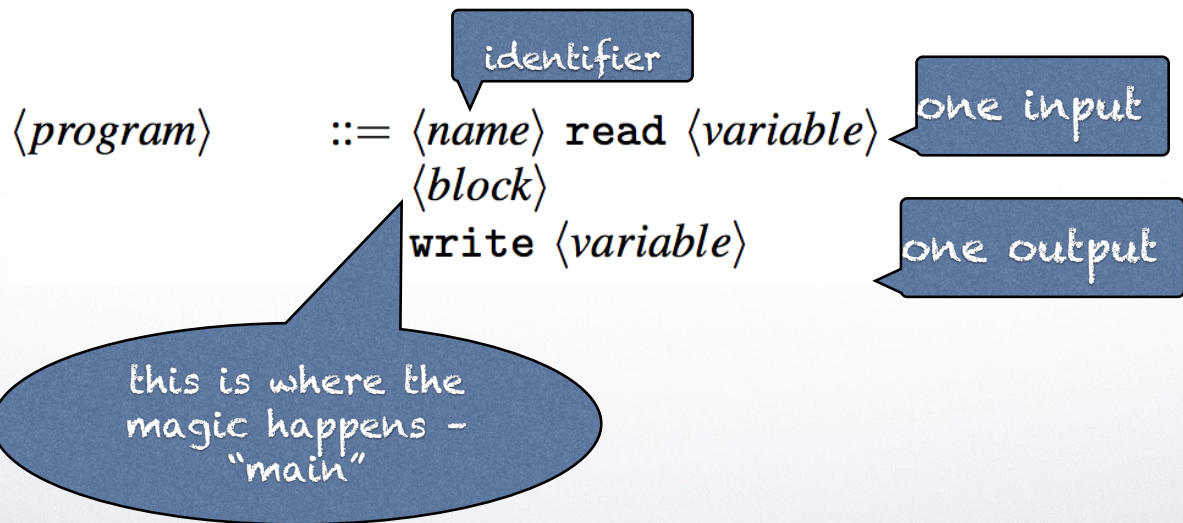 identifier
⟨program⟩ ::= ⟨name⟩ read ⟨variable⟩
one input
⟨block⟩
write ⟨variable⟩
one output
this is where the
magic happens -
“main”